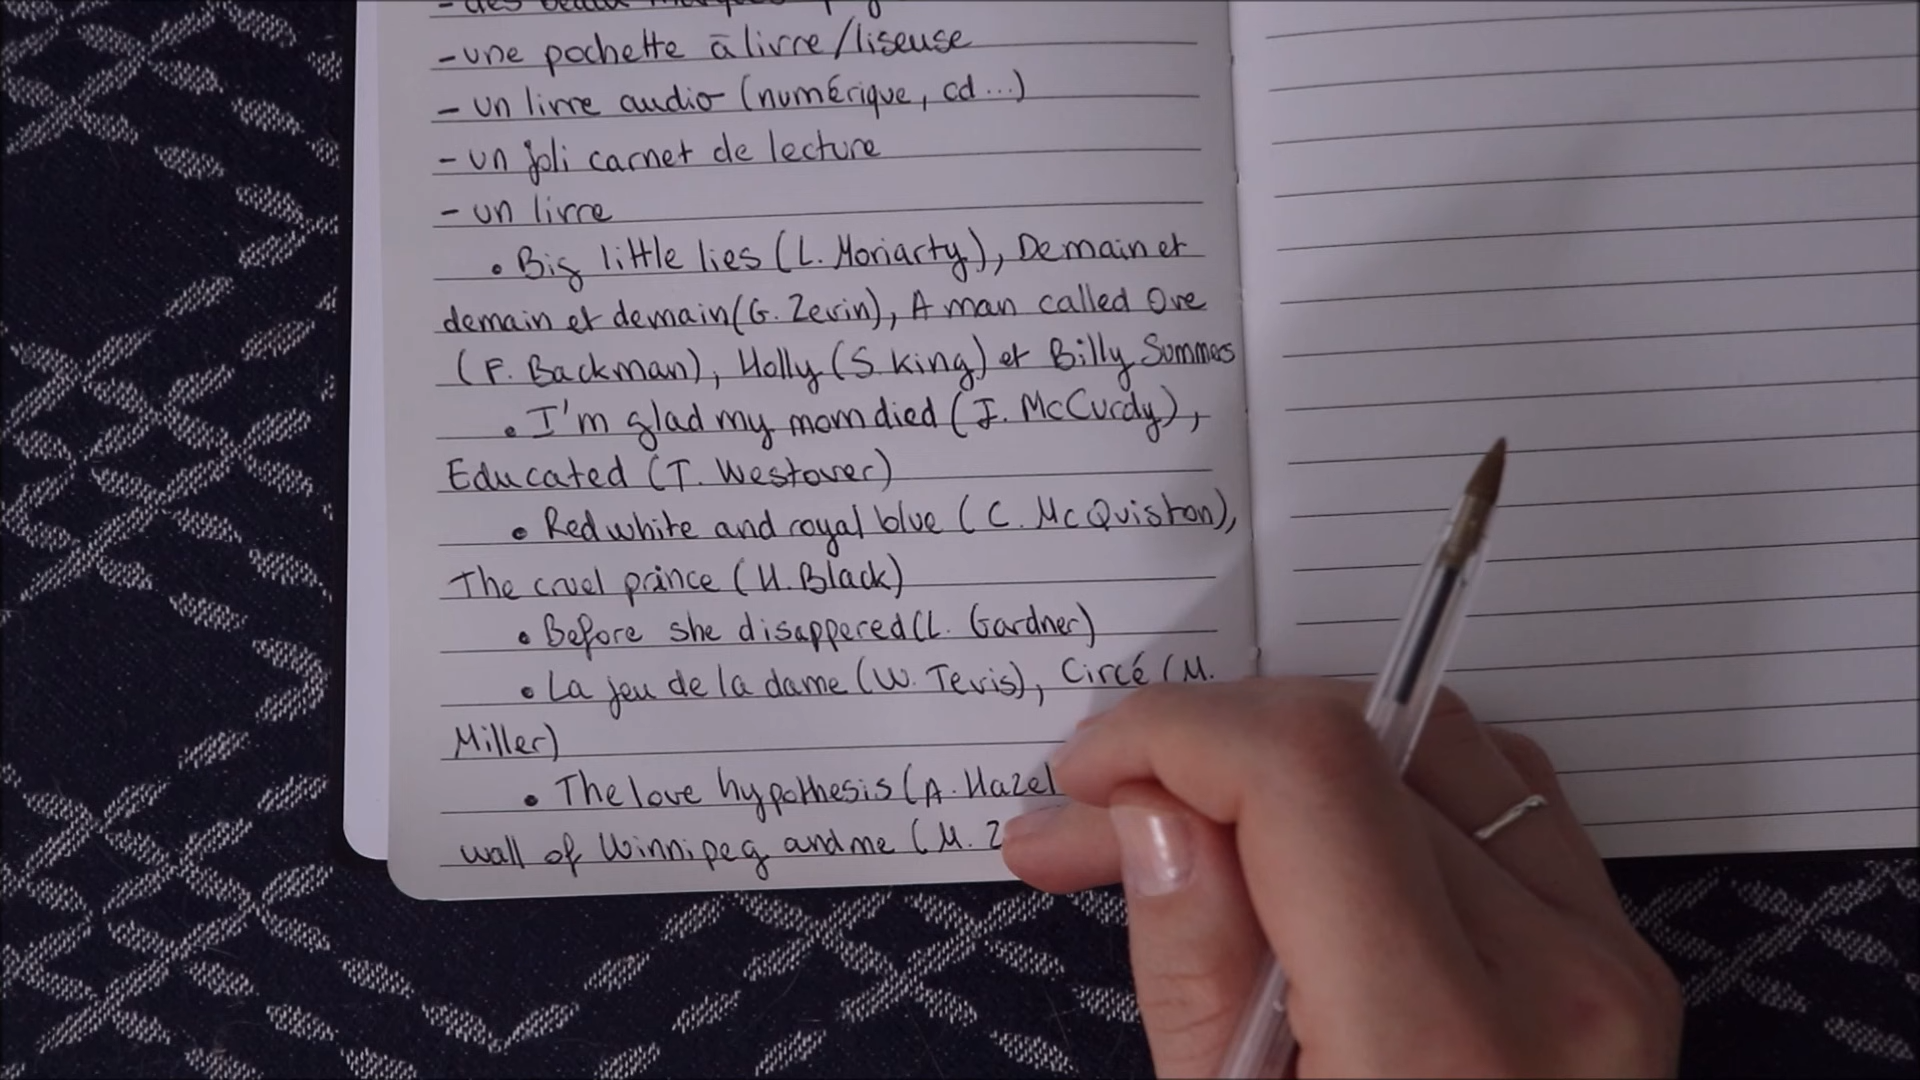 - une pochette à livre/liseuse
- un livre audio (numérique, cd...)
- un joli carnet de lecture
- un livre
• Big little lies (L. Moriarty), Demain et
demain et demain (G. Zevin), A man called Ove
(F. Backman), Holly (S. King) et Billy Summers
• I'm glad my mom died (J. McCurdy),
Educated (T. Westover)
• Red white and royal blue (C. McQuiston),
The cruel prince (H. Black)
• Before she disappered (L. Gardner)
• La jeu de la dame (W. Tevis), Circé (M.
Miller)
• The love hypothesis (A. Hazel
wall of Winnipeg and me (M. Z